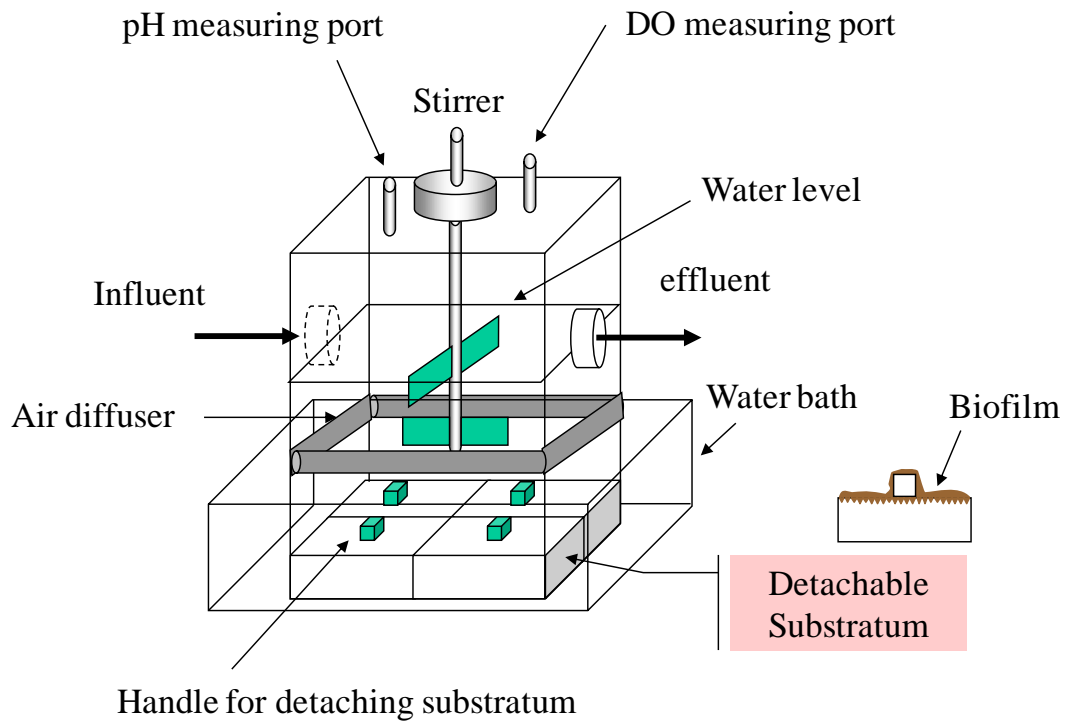 pH measuring port
DO measuring port
Stirrer
Water level
Influent
effluent
Air diffuser
Water bath
Biofilm
Detachable
Substratum
Handle for detaching substratum